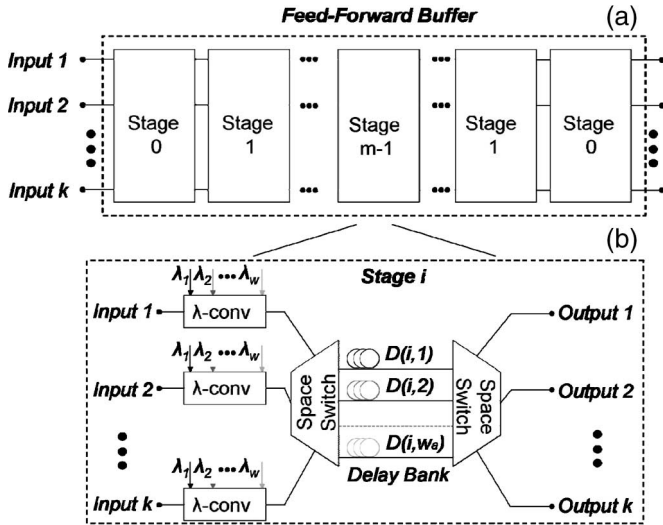 Feed-Forward Buffer (a)
Input 1
Input 2
Input k
Stage 0
Stage 1
Stage m-1
Stage 1
Stage 0
(b)
Stage i
λ1 λ2 ••• λw
Input 1 λ-conv
λ1 λ2 ••• λw
Input 2 λ-conv
λ1 λ2 ••• λw
Input k λ-conv
Space Switch
D(i,1)
D(i,2)
D(i,wa)
Delay Bank
Space Switch
Output 1
Output 2
Output k